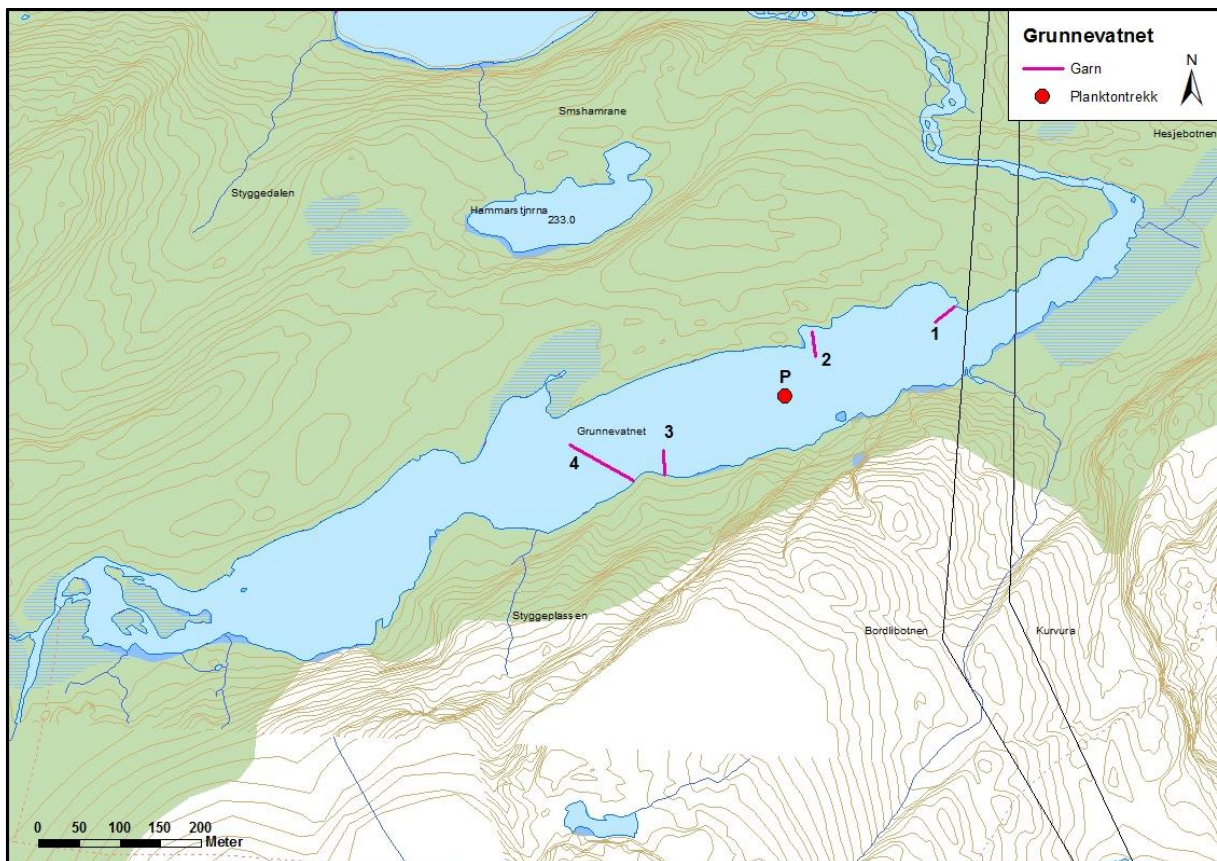 Grunnevatnet
N
Garn
Planktontrekk
Smshamrane
Hesjebotnen
Styggedalen
Hammarstjnrna
233.0
1
2
P
Grunnevatnet
3
4
Styggeplassen
Bordlibotnen
Kurvura
0 50 100 150 200
Meter